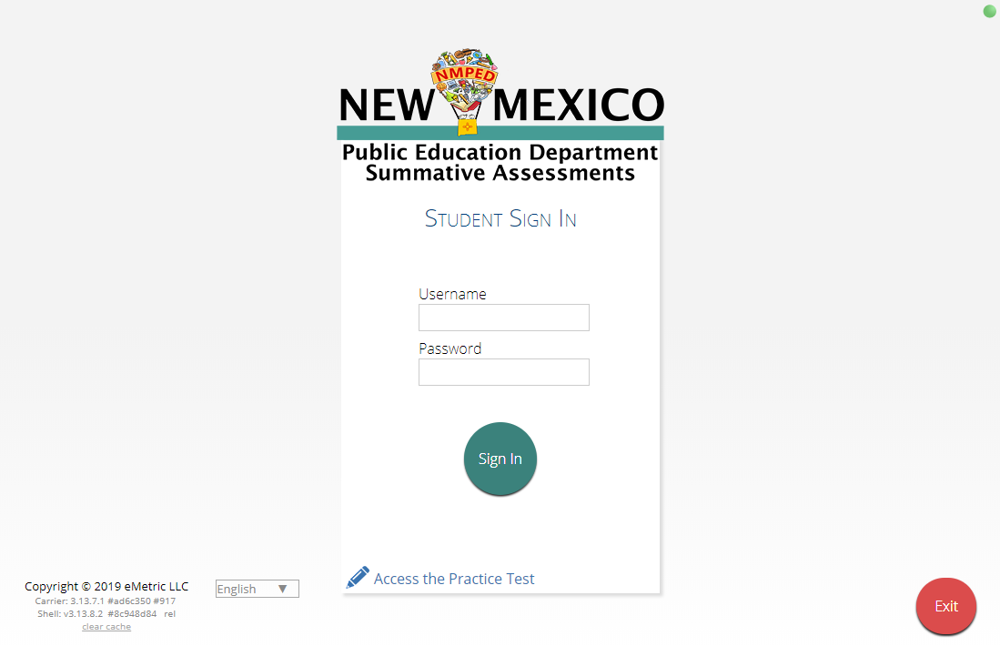 NMPED
NEW MEXICO
Public Education Department
Summative Assessments
Student Sign In
Username
Password
Sign In
Access the Practice Test
Copyright © 2019 eMetric LLC
Carrier: 3.13.7.1 #ad6c350 #917
Shell: v3.13.8.2 #8c948d84 rel
clear cache
English ▼
Exit